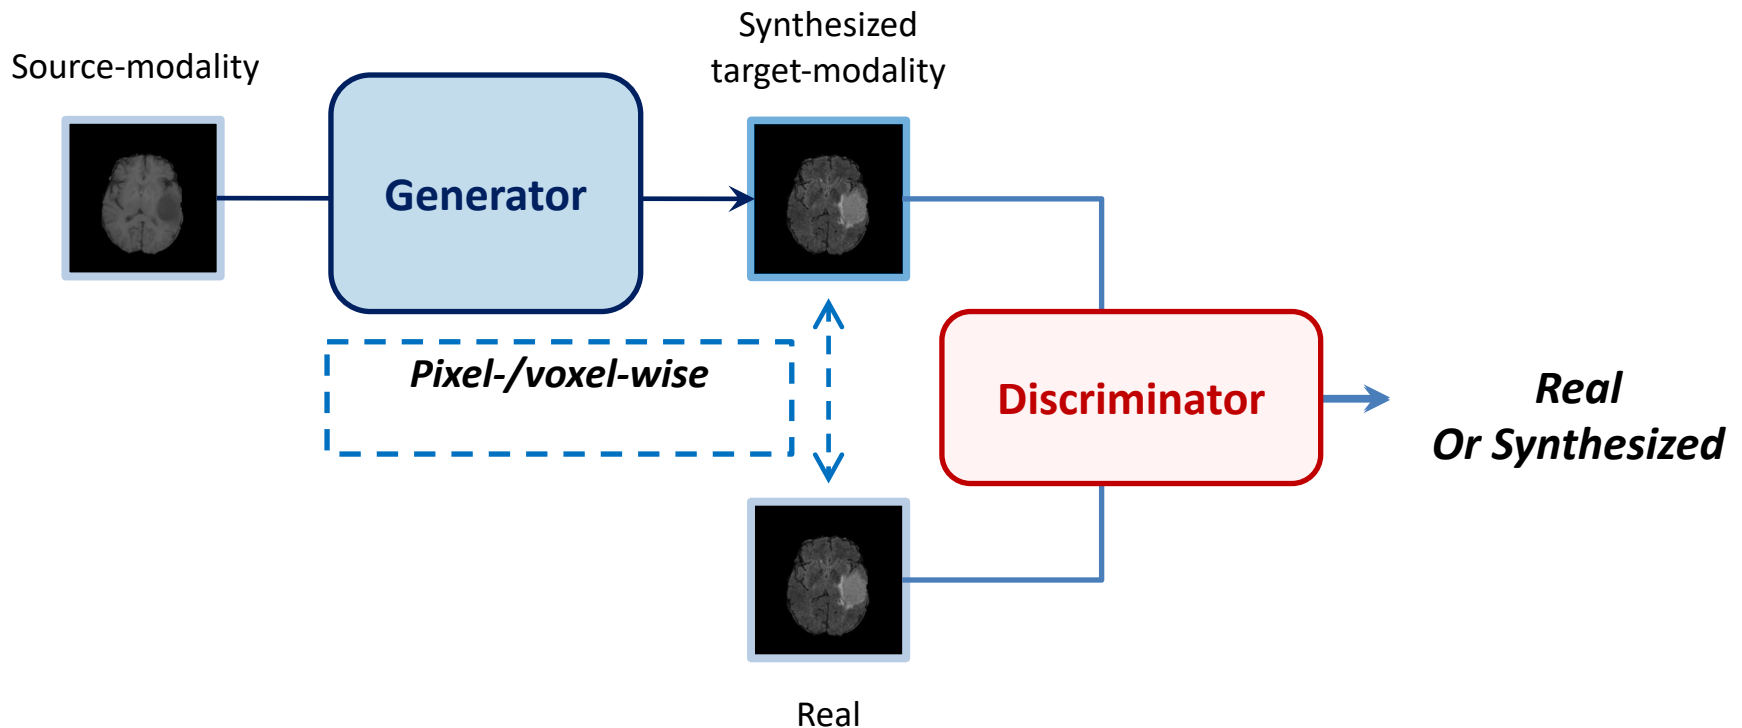 Source-modality
Generator
Synthesized
target-modality
Pixel-/voxel-wise
Discriminator
Real
Or Synthesized
Real